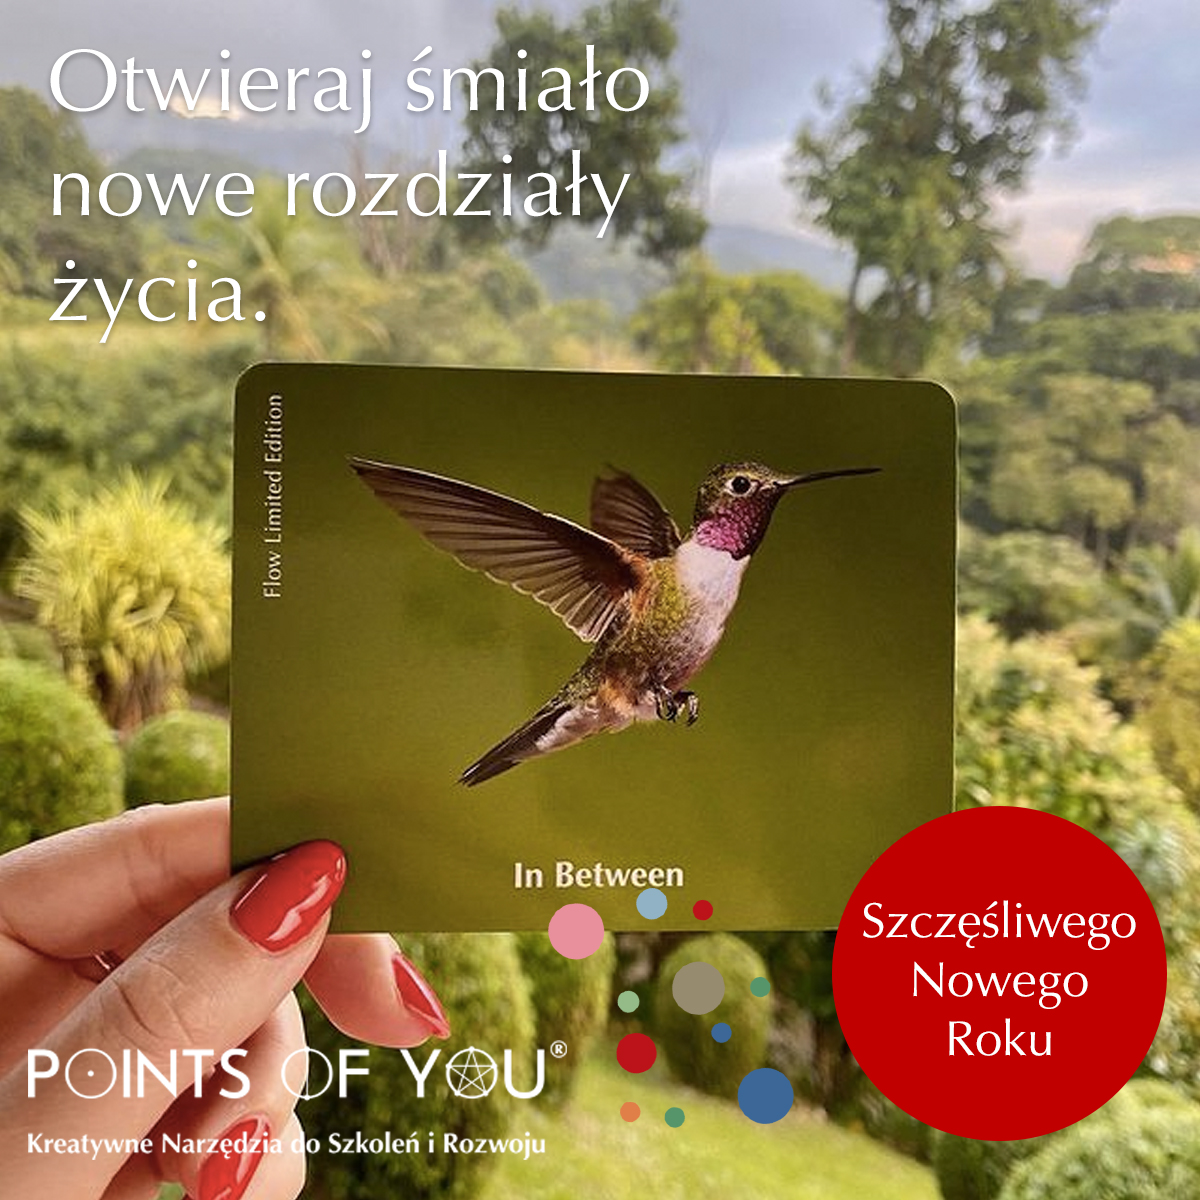 Otwieraj śmiało
nowe rozdziały
życia.
Flow Limited Edition
In Between
Szczęśliwego
Nowego
Roku
POINTS OF YOU®
Kreatywne Narzędzia do Szkoleń i Rozwoju